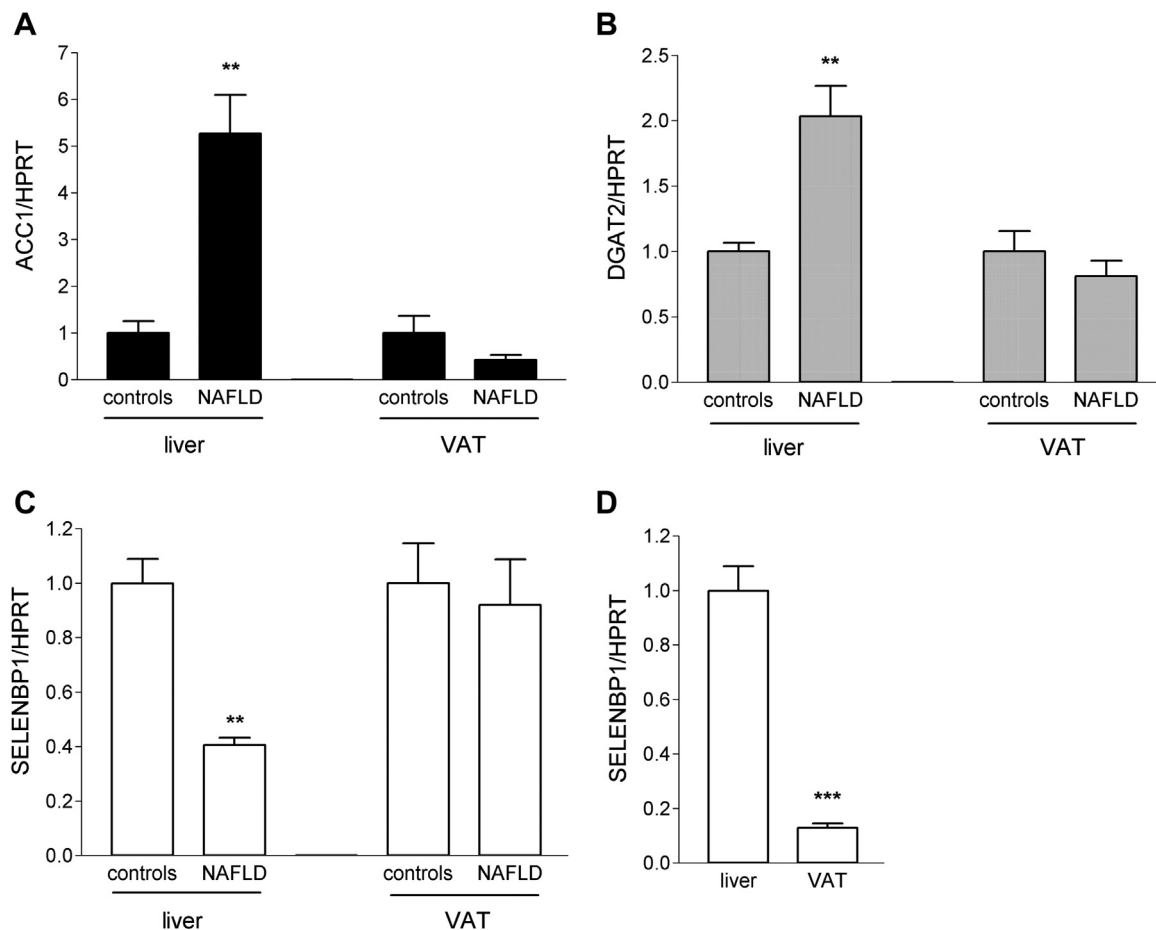 A
ACC1/HPRT
7
6
5
4
3
2
1
0
**
controls NAFLD controls NAFLD
liver VAT
B
DGAT2/HPRT
2.5
2.0
1.5
1.0
0.5
0.0
**
controls NAFLD controls NAFLD
liver VAT
C
SELENBP1/HPRT
1.2
1.0
0.8
0.6
0.4
0.2
0.0
**
controls NAFLD controls NAFLD
liver VAT
D
SELENBP1/HPRT
1.2
1.0
0.8
0.6
0.4
0.2
0.0
***
liver VAT